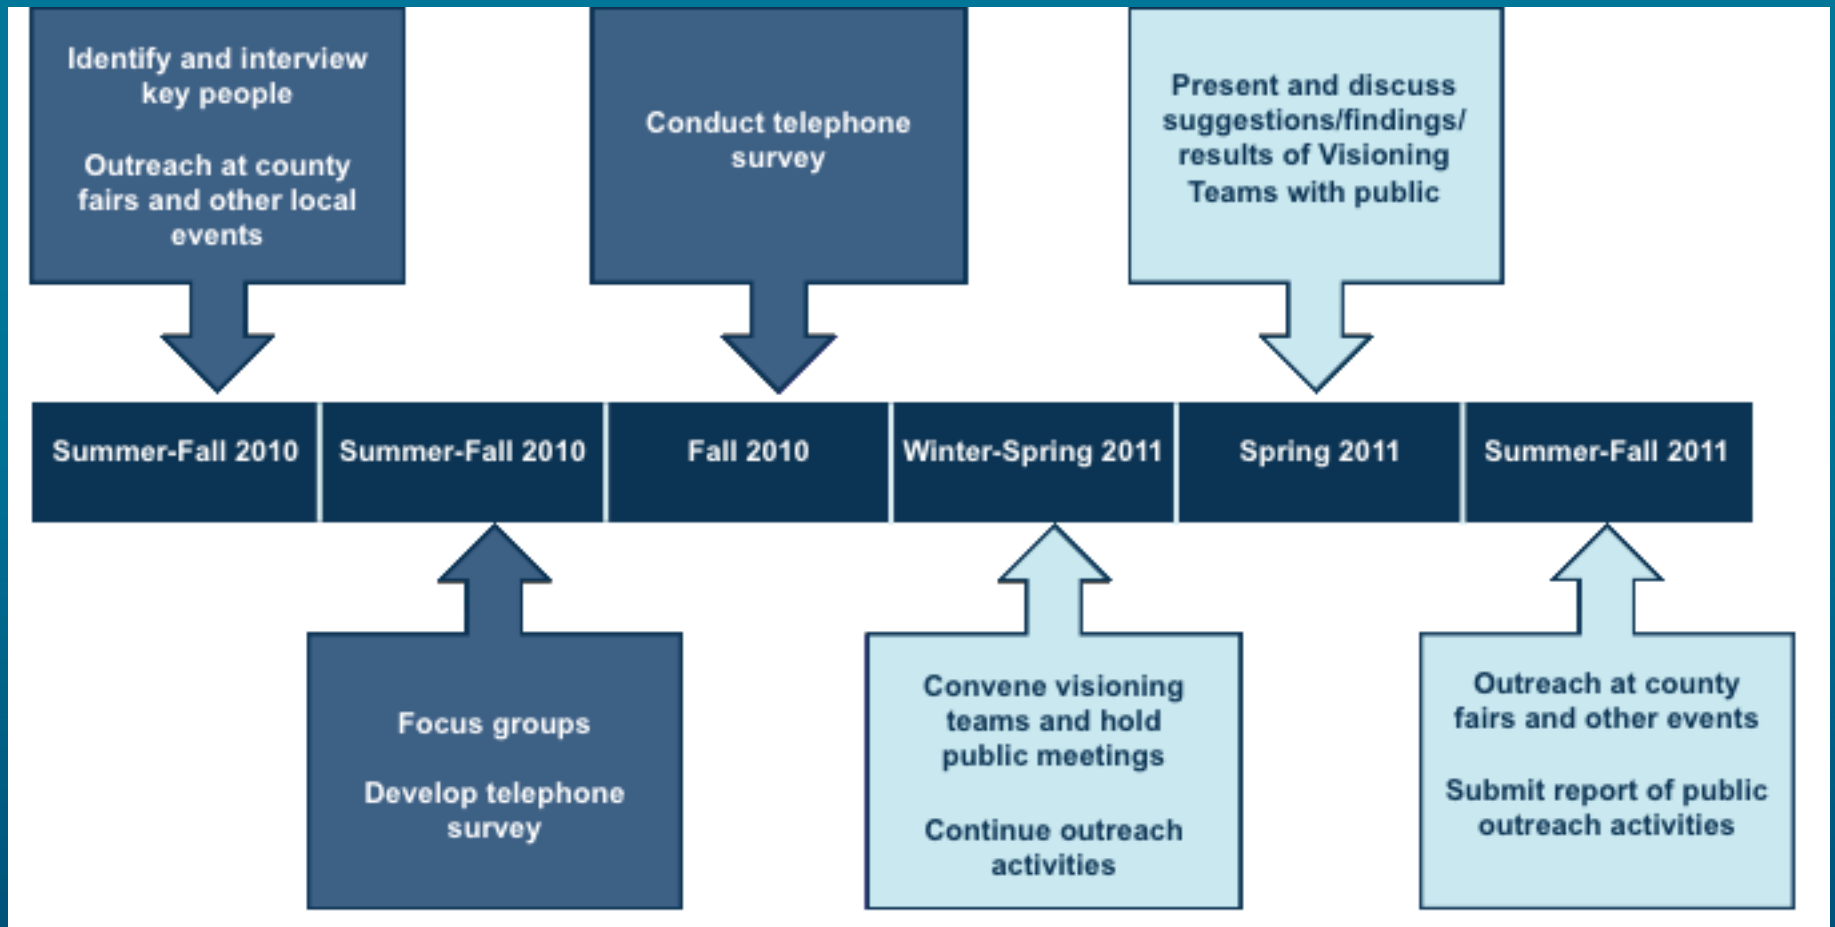 Identify and interview
key people
Outreach at county
fairs and other local
events
Conduct telephone
survey
Present and discuss
suggestions/findings/
results of Visioning
Teams with public
Summer-Fall 2010
Summer-Fall 2010
Fall 2010
Winter-Spring 2011
Spring 2011
Summer-Fall 2011
Focus groups
Develop telephone
survey
Convene visioning
teams and hold
public meetings
Continue outreach
activities
Outreach at county
fairs and other events
Submit report of public
outreach activities